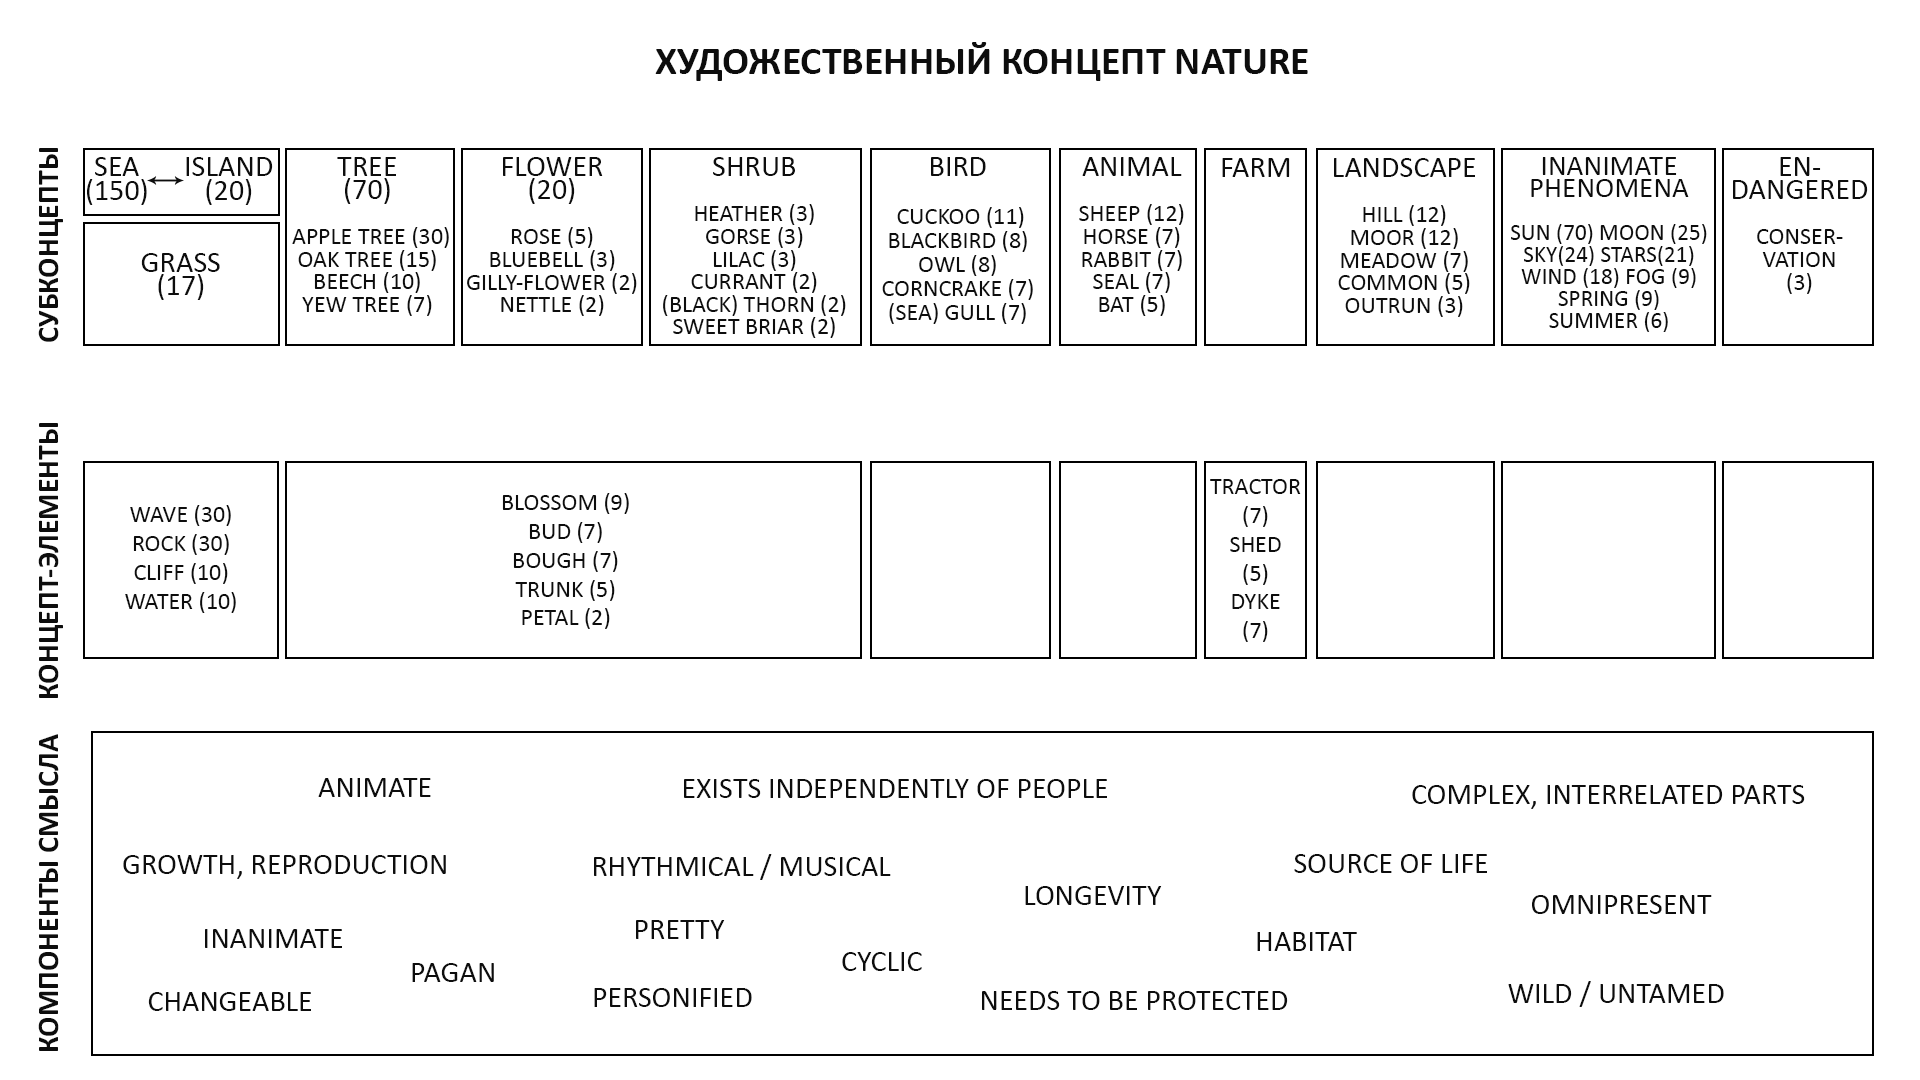 ХУДОЖЕСТВЕННЫЙ КОНЦЕПТ NATURE
СУБКОНЦЕПТЫ
SEA ↔ ISLAND
(150) (20)
GRASS
(17)
TREE
(70)
APPLE TREE (30)
OAK TREE (15)
BEECH (10)
YEW TREE (7)
FLOWER
(20)
ROSE (5)
BLUEBELL (3)
GILLY-FLOWER (2)
NETTLE (2)
SHRUB
HEATHER (3)
GORSE (3)
LILAC (3)
CURRANT (2)
(BLACK) THORN (2)
SWEET BRIAR (2)
BIRD
CUCKOO (11)
BLACKBIRD (8)
OWL (8)
CORNCRAKE (7)
(SEA) GULL (7)
ANIMAL
SHEEP (12)
HORSE (7)
RABBIT (7)
SEAL (7)
BAT (5)
FARM
LANDSCAPE
HILL (12)
MOOR (12)
MEADOW (7)
COMMON (5)
OUTRUN (3)
INANIMATE
PHENOMENA
SUN (70) MOON (25)
SKY(24) STARS(21)
WIND (18) FOG (9)
SPRING (9)
SUMMER (6)
EN-
DANGERED
CONSER-
VATION
(3)
КОНЦЕПТ-ЭЛЕМЕНТЫ
WAVE (30)
ROCK (30)
CLIFF (10)
WATER (10)
BLOSSOM (9)
BUD (7)
BOUGH (7)
TRUNK (5)
PETAL (2)
TRACTOR
(7)
SHED
(5)
DYKE
(7)
КОМПОНЕНТЫ СМЫСЛА
ANIMATE
EXISTS INDEPENDENTLY OF PEOPLE
COMPLEX, INTERRELATED PARTS
GROWTH, REPRODUCTION
RHYTHMICAL / MUSICAL
SOURCE OF LIFE
LONGEVITY
OMNIPRESENT
INANIMATE
PRETTY
HABITAT
CYCLIC
PAGAN
CHANGEABLE
PERSONIFIED
NEEDS TO BE PROTECTED
WILD / UNTAMED